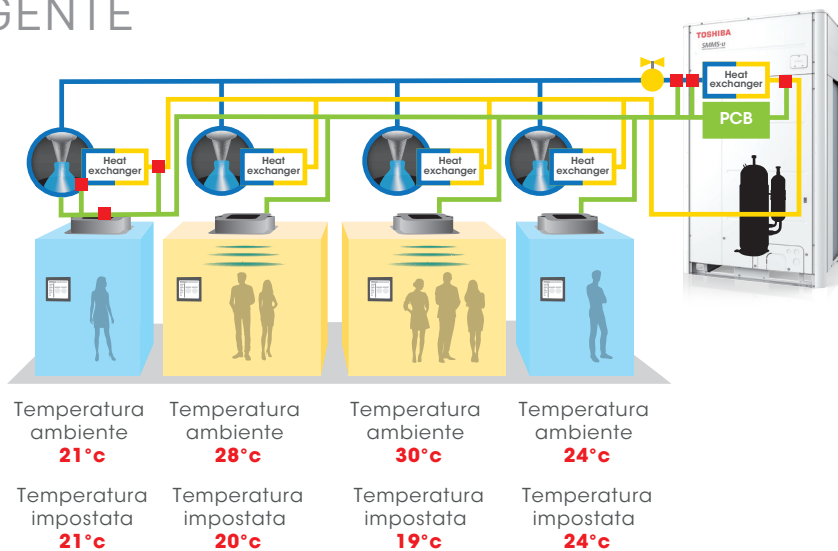 GENTE
TOSHIBA
SMMS-u
Heat
exchanger
PCB
Heat
exchanger
Heat
exchanger
Heat
exchanger
Heat
exchanger
Temperatura
ambiente
21°c
Temperatura
ambiente
28°c
Temperatura
ambiente
30°c
Temperatura
ambiente
24°c
Temperatura
impostata
21°c
Temperatura
impostata
20°c
Temperatura
impostata
19°c
Temperatura
impostata
24°c